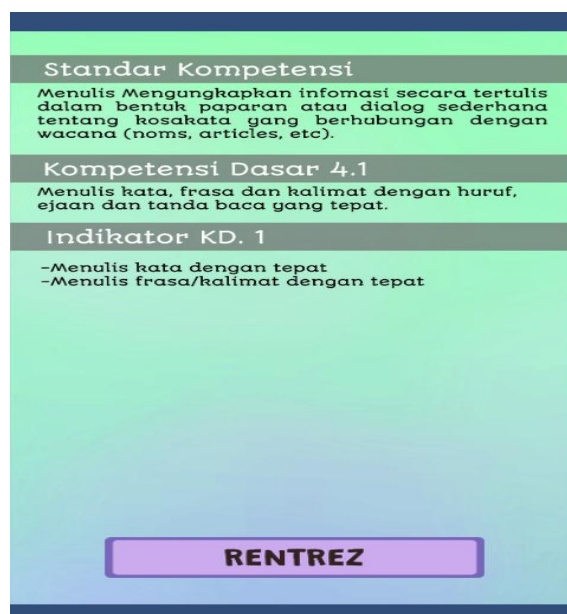 Standar Kompetensi
Menulis Mengungkapkan infomasi secara tertulis
dalam bentuk paparan atau dialog sederhana
tentang kosakata yang berhubungan dengan
wacana (noms, articles, etc).
Kompetensi Dasar 4.1
Menulis kata, frasa dan kalimat dengan huruf,
ejaan dan tanda baca yang tepat.
Indikator KD. 1
-Menulis kata dengan tepat
-Menulis frasa/kalimat dengan tepat
RENTREZ